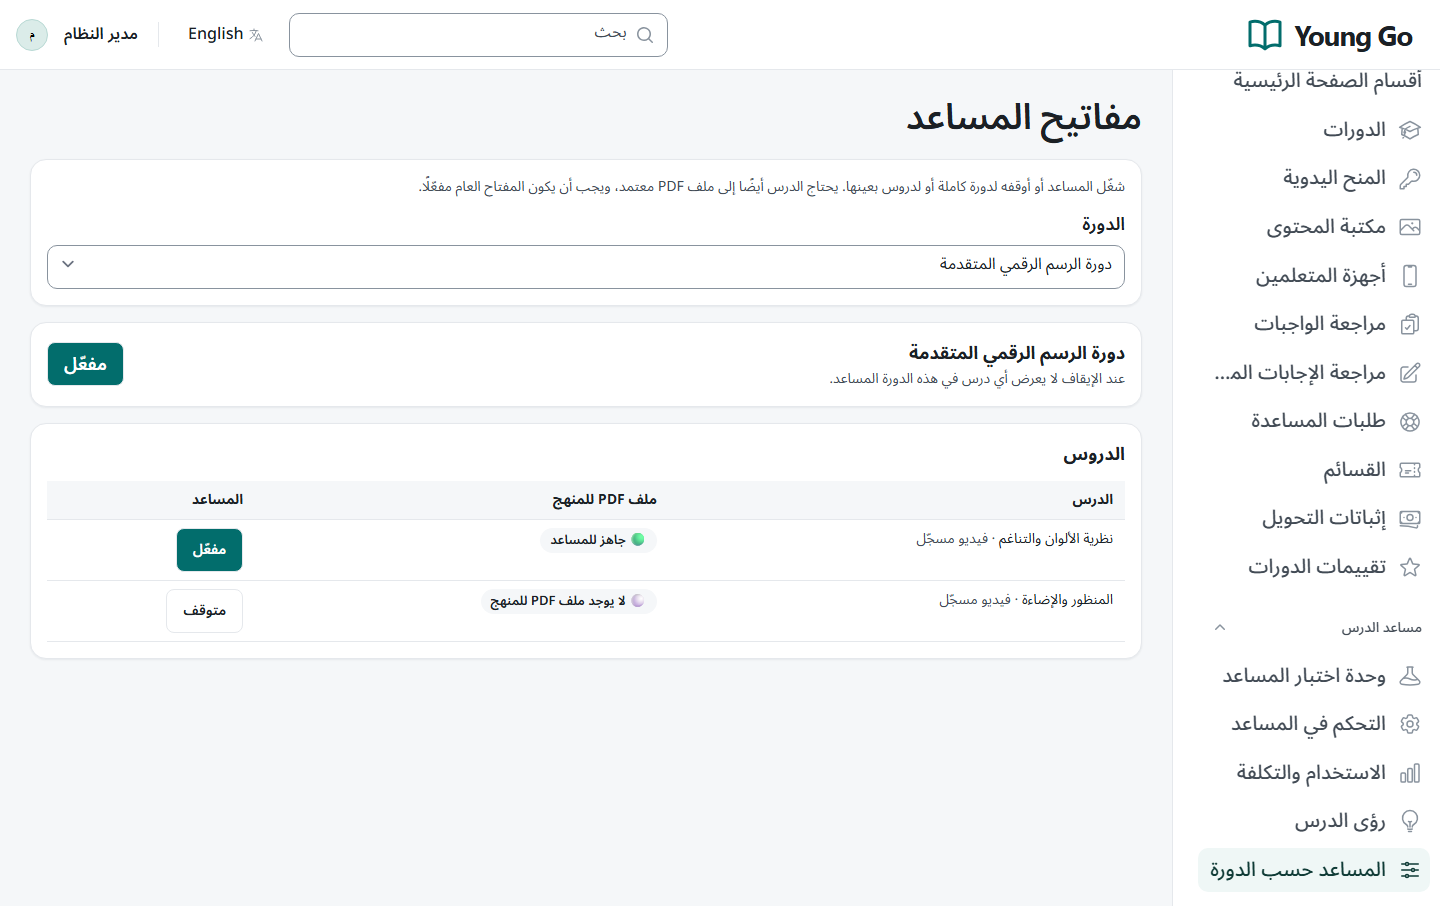 Young Go
بحث
English
مدير النظام
م
أقسام الصفحة الرئيسية
الدورات
المنح اليدوية
مكتبة المحتوى
أجهزة المتعلمين
مراجعة الواجبات
مراجعة الإجابات الم...
طلبات المساعدة
القسائم
إثباتات التحويل
تقييمات الدورات
مساعد الدرس
وحدة اختبار المساعد
التحكم في المساعد
الاستخدام والتكلفة
رؤى الدرس
المساعد حسب الدورة
مفاتيح المساعد
شغّل المساعد أو أوقفه لدورة كاملة أو لدروس بعينها. يحتاج الدرس أيضًا إلى ملف PDF معتمد، ويجب أن يكون المفتاح العام مفعّلًا.
الدورة
دورة الرسم الرقمي المتقدمة
دورة الرسم الرقمي المتقدمة
عند الإيقاف لا يعرض أي درس في هذه الدورة المساعد.
مفعّل
الدروس
الدرس ملف PDF للمنهج المساعد
نظرية الألوان والتناغم · فيديو مسجّل جاهز للمساعد مفعّل
المنظور والإضاءة · فيديو مسجّل لا يوجد ملف PDF للمنهج متوقف